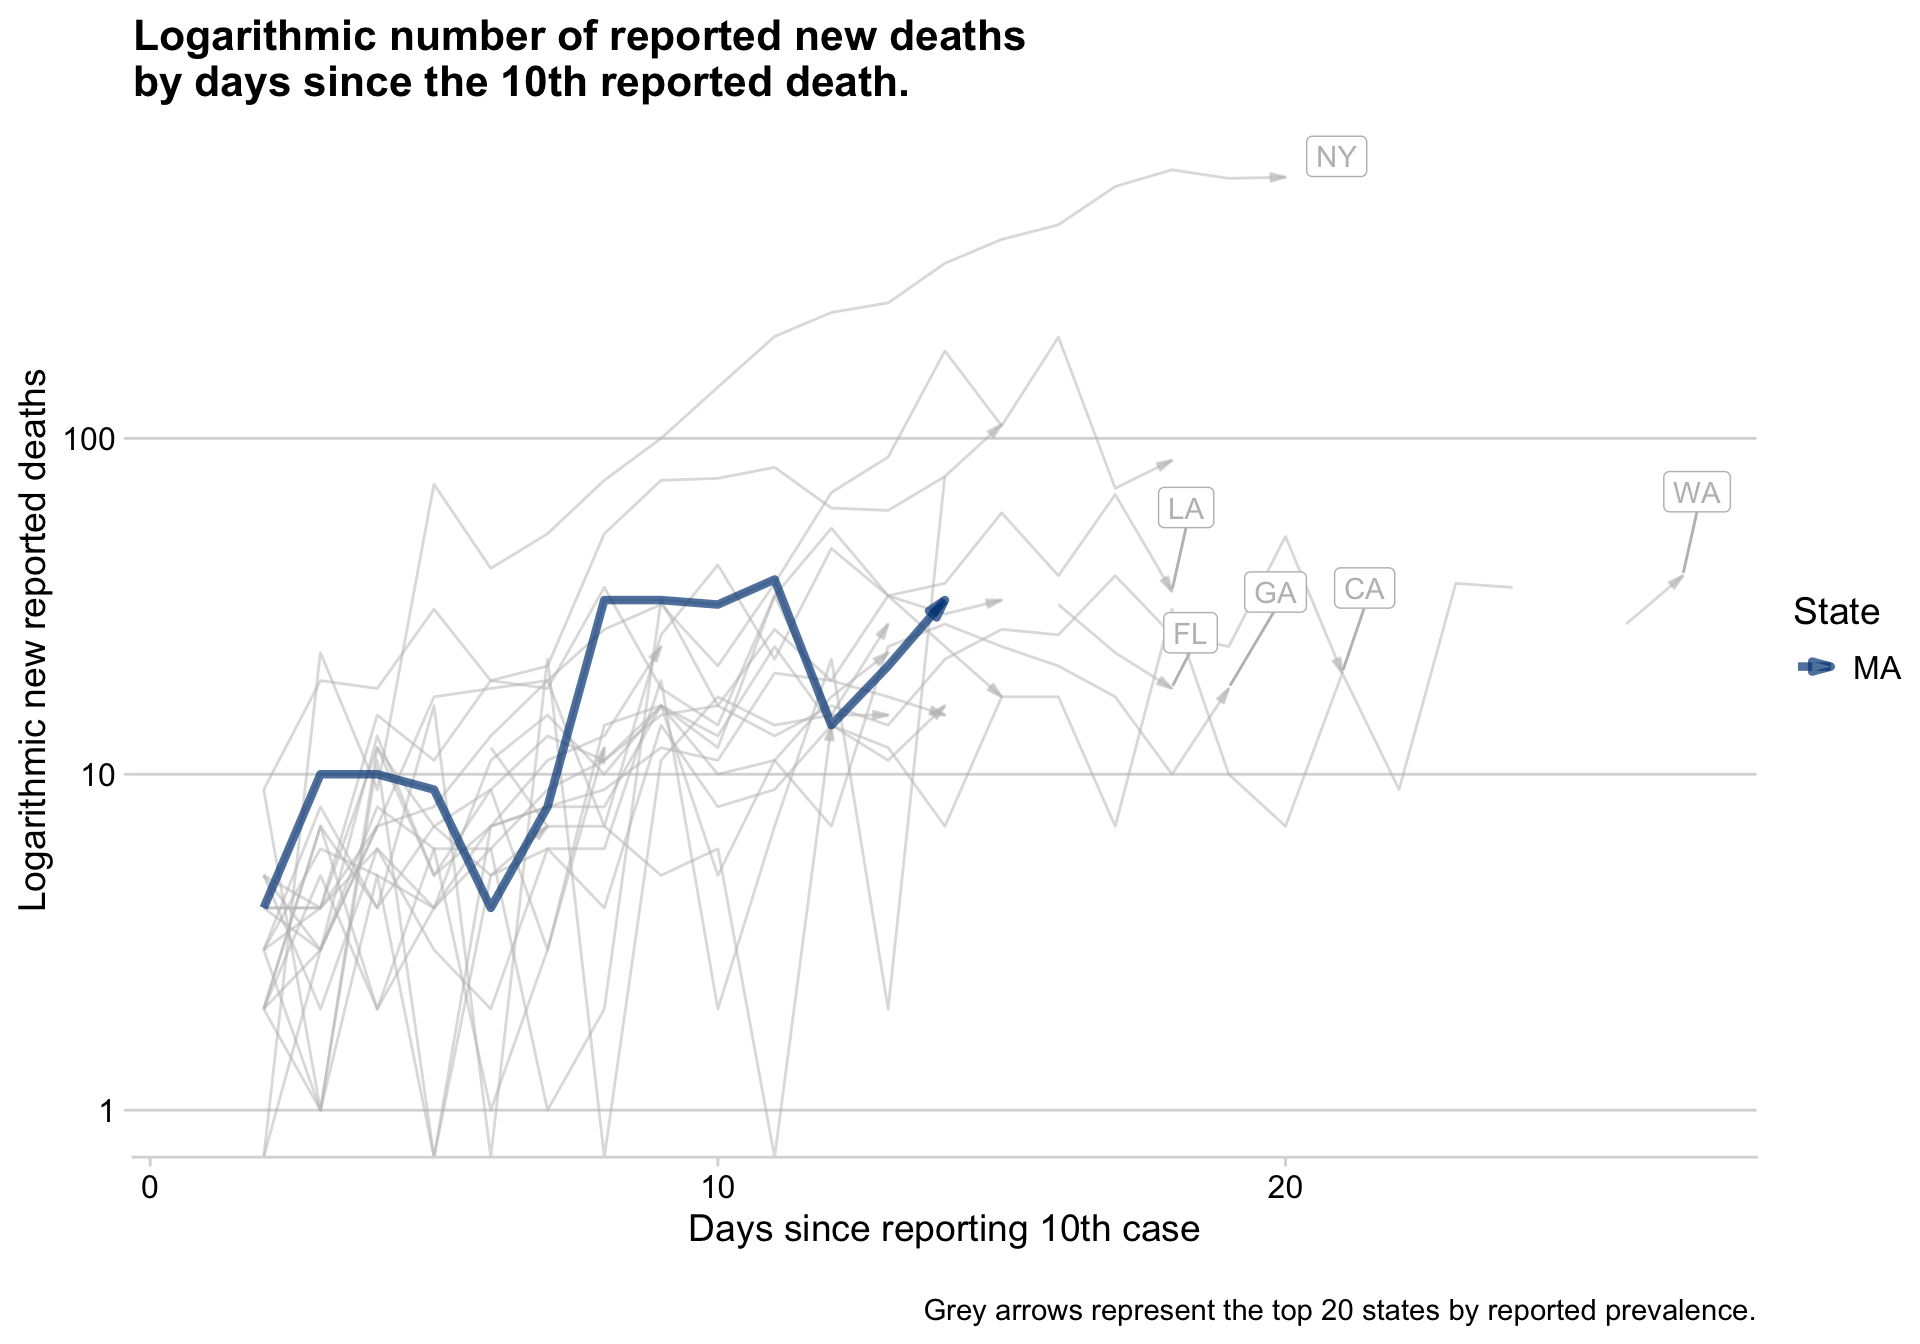 Logarithmic number of reported new deaths
by days since the 10th reported death.
NY
100
WA
LA
GA
CA
FL
Logarithmic new reported deaths
State
MA
10
1
0
10
20
Days since reporting 10th case
Grey arrows represent the top 20 states by reported prevalence.